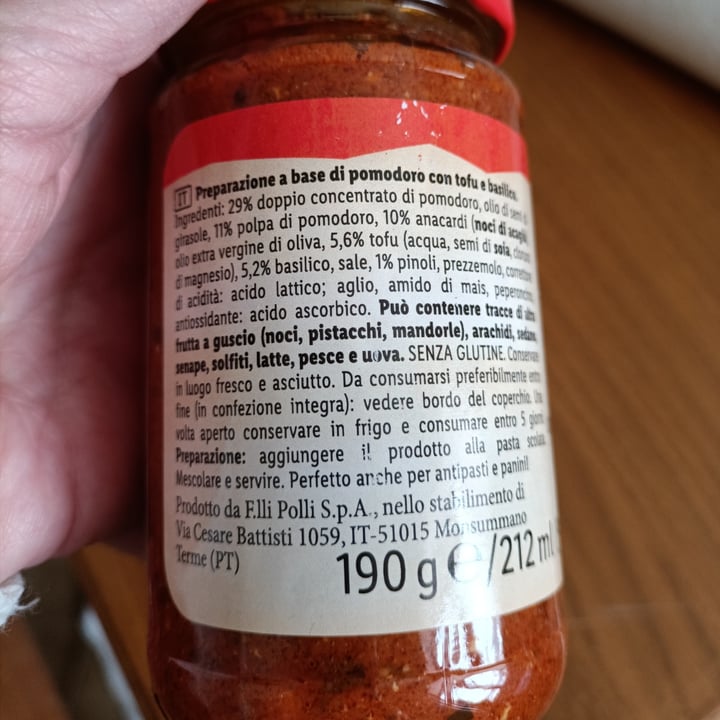 IT Preparazione a base di pomodoro con tofu e basilico.
Ingredienti: 29% doppio concentrato di pomodoro, olio di semi di
girasole, 11% polpa di pomodoro, 10% anacardi (noci di acagiù),
olio extra vergine di oliva, 5,6% tofu (acqua, semi di soia, cloruro
di magnesio), 5,2% basilico, sale, 1% pinoli, prezzemolo, correttore
di acidità: acido lattico; aglio, amido di mais, peperoncino,
antiossidante: acido ascorbico. Può contenere tracce di altra
frutta a guscio (noci, pistacchi, mandorle), arachidi, sedano,
senape, solfiti, latte, pesce e uova. SENZA GLUTINE. Conservare
in luogo fresco e asciutto. Da consumarsi preferibilmente entro
fine (in confezione integra): vedere bordo del coperchio. Una
volta aperto conservare in frigo e consumare entro 5 giorni.
Preparazione: aggiungere il prodotto alla pasta scolata.
Mescolare e servire. Perfetto anche per antipasti e panini!
Prodotto da F.lli Polli S.p.A., nello stabilimento di
Via Cesare Battisti 1059, IT-51015 Monsummano
Terme (PT)
190 g e/212 ml